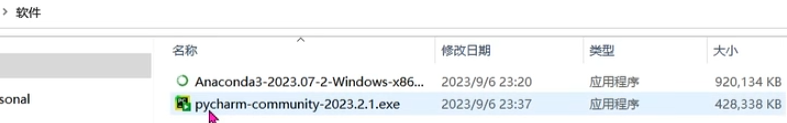 > 软件
名称 修改日期 类型 大小
Anaconda3-2023.07-2-Windows-x86... 2023/9/6 23:20 应用程序 920,134 KB
sonal pycharm-community-2023.2.1.exe 2023/9/6 23:37 应用程序 428,338 KB